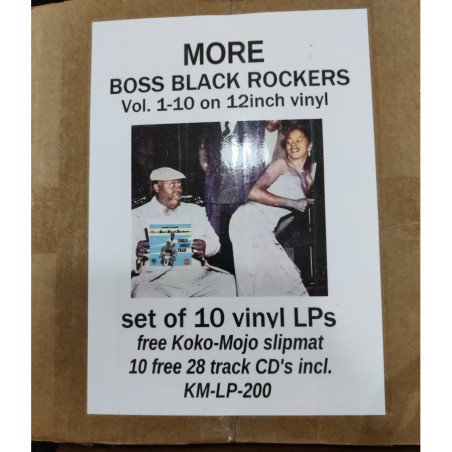 MORE
BOSS BLACK ROCKERS
Vol. 1-10 on 12inch vinyl
set of 10 vinyl LPs
free Koko-Mojo slipmat
10 free 28 track CD's incl.
KM-LP-200